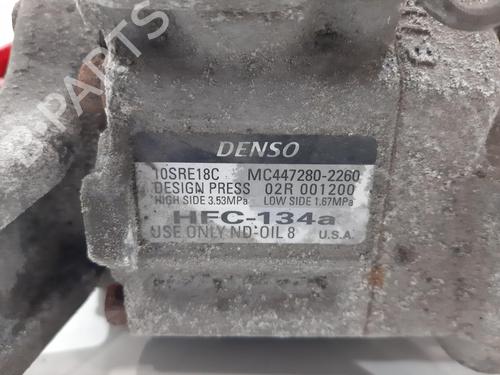 PARTS
DENSO
10SRE18C MC447280-2260
DESIGN PRESS 02R 001200
HIGH SIDE 3.53MPa LOW SIDE 1.67MPa
HFC-134a
USE ONLY ND-OIL 8 U.S.A.